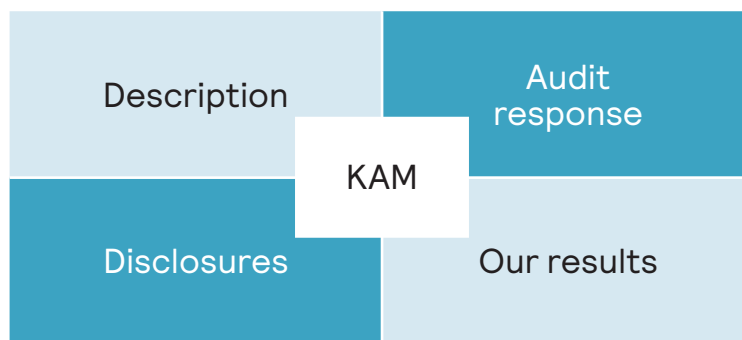 Description
Audit
response
KAM
Disclosures
Our results